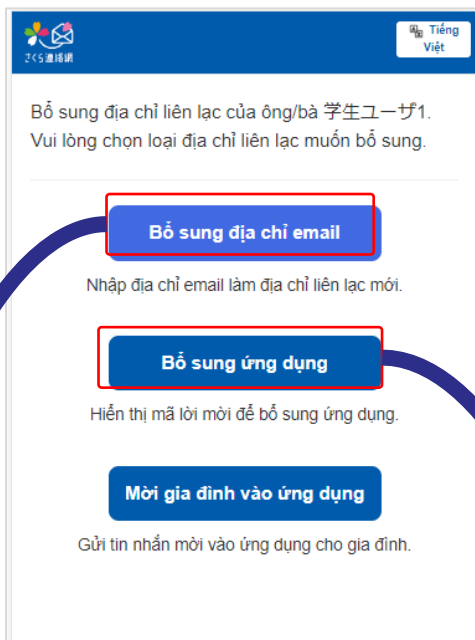 さくら連絡網
Tiếng
Việt
Bổ sung địa chỉ liên lạc của ông/bà 学生ユーザ1.
Vui lòng chọn loại địa chỉ liên lạc muốn bổ sung.
Bổ sung địa chỉ email
Nhập địa chỉ email làm địa chỉ liên lạc mới.
Bổ sung ứng dụng
Hiển thị mã lời mời để bổ sung ứng dụng.
Mời gia đình vào ứng dụng
Gửi tin nhắn mời vào ứng dụng cho gia đình.